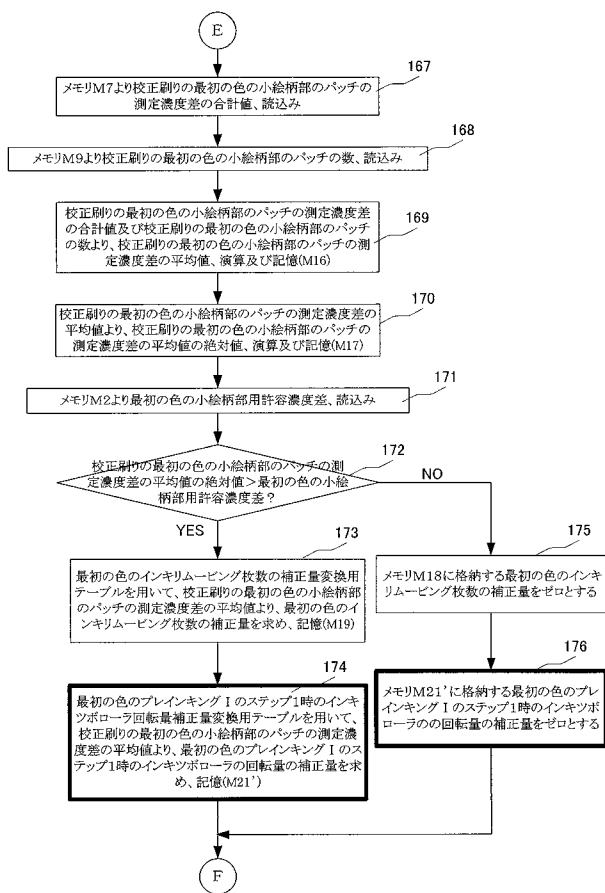 E
167
メモリM7より校正刷りの最初の色の小絵柄部のパッチの
測定濃度差の合計値、読込み
168
メモリM9より校正刷りの最初の色の小絵柄部のパッチの数、読込み
169
校正刷りの最初の色の小絵柄部のパッチの測定濃度差
の合計値及び校正刷りの最初の色の小絵柄部のパッチ
の数より、校正刷りの最初の色の小絵柄部のパッチの測
定濃度差の平均値、演算及び記憶(M16)
170
校正刷りの最初の色の小絵柄部のパッチの測定濃度差の
平均値より、校正刷りの最初の色の小絵柄部のパッチの
測定濃度差の平均の絶対値、演算及び記憶(M17)
171
メモリM2より最初の色の小絵柄部用許容濃度差、読込み
172
校正刷りの最初の色の小絵柄部のパッチの測
定濃度差の平均値の絶対値>最初の色の小絵
柄部用許容濃度差?
NO
YES
173
最初の色のインキリムービング枚数の補正量変換用
テーブルを用いて、校正刷りの最初の色の小絵柄部
のパッチの測定濃度差の平均値より、最初の色のイ
ンキリムービング枚数の補正量を求め、記憶(M19)
175
メモリM18に格納する最初の色のインキ
リムービング枚数の補正量をゼロとする
174
最初の色のプレインキングⅠのステップ1時のインキ
ツボローラ回転量補正量変換用テーブルを用いて、
校正刷りの最初の色の小絵柄部のパッチの測定濃
度差の平均値より、最初の色のプレインキングⅠのス
テップ1時のインキツボローラの回転量の補正量を求
め、記憶(M21')
176
メモリM21'に格納する最初の色のプレ
インキングⅠのステップ1時のインキツボ
ローラのの回転量の補正量をゼロとする
F